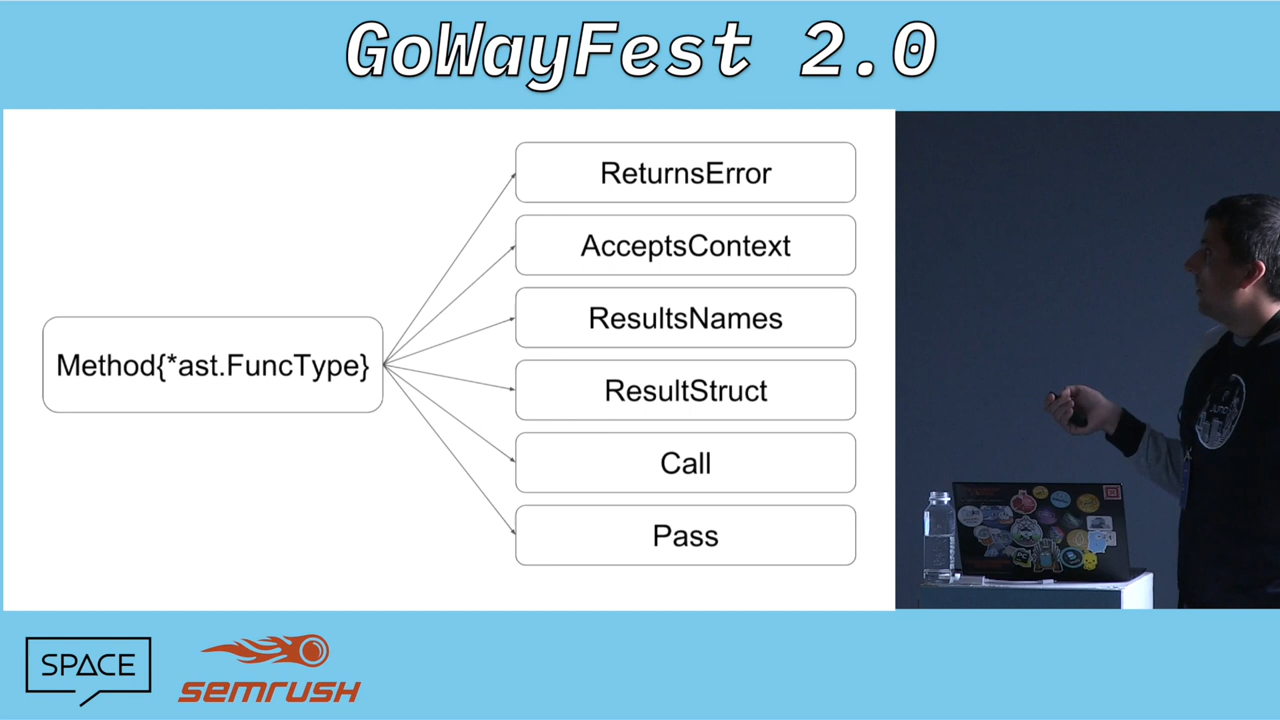 GoWayFest 2.0
ReturnsError
AcceptsContext
ResultsNames
Method{*ast.FuncType}
ResultStruct
Call
Pass
SPACE
semrush